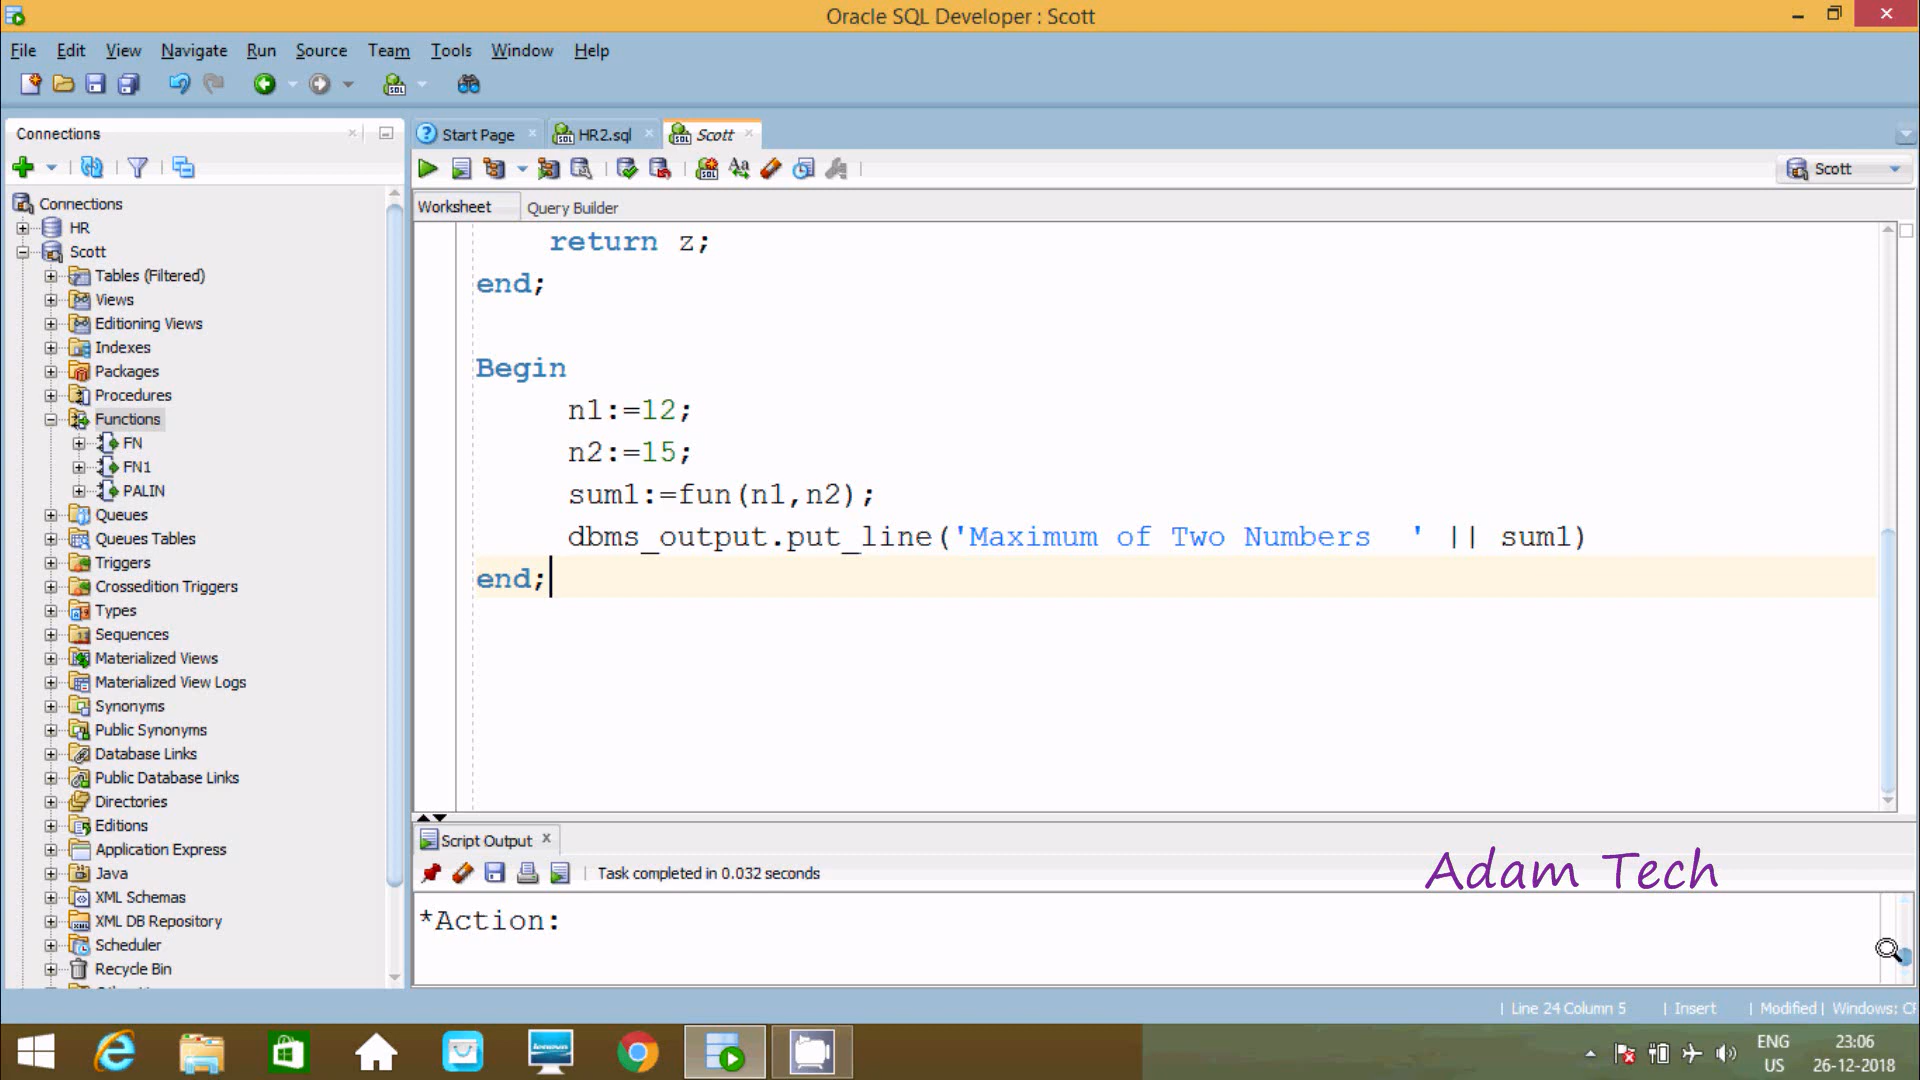 Oracle SQL Developer : Scott
File Edit View Navigate Run Source Team Tools Window Help
Connections
Start Page HR2.sql Scott
Scott
Worksheet Query Builder
Connections
HR
Scott
Tables (Filtered)
Views
Editioning Views
Indexes
Packages
Procedures
Functions
FN
FN1
PALIN
Queues
Queues Tables
Triggers
Crossedition Triggers
Types
Sequences
Materialized Views
Materialized View Logs
Synonyms
Public Synonyms
Database Links
Public Database Links
Directories
Editions
Application Express
Java
XML Schemas
XML DB Repository
Scheduler
Recycle Bin
return z;
end;
Begin
n1:=12;
n2:=15;
sum1:=fun(n1,n2);
dbms_output.put_line('Maximum of Two Numbers  ' || sum1)
end;
Script Output
Task completed in 0.032 seconds
Adam Tech
*Action:
Line 24 Column 5 | Insert | Modified | Windows:
ENG
US
23:06
26-12-2018